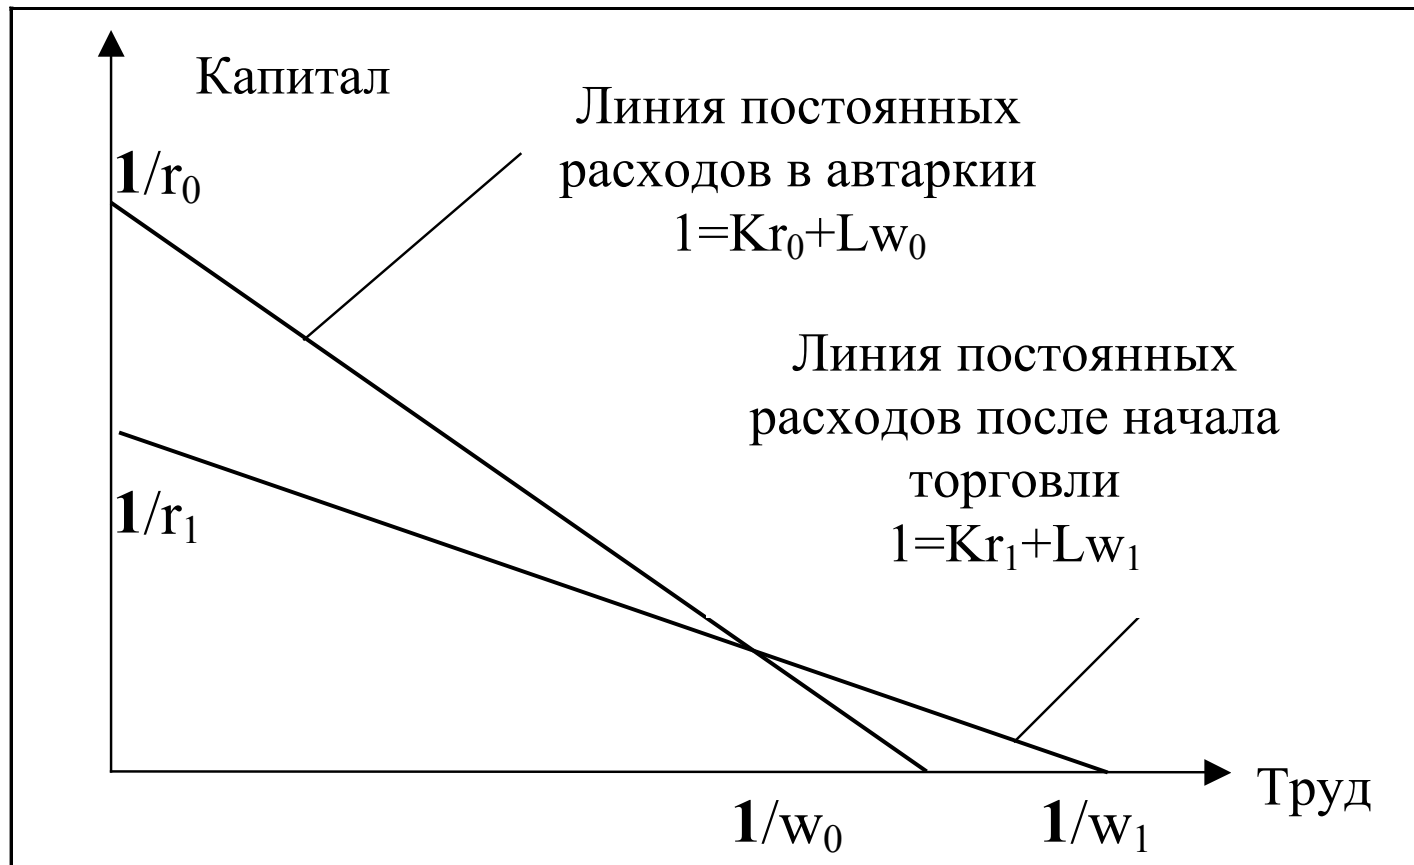 Капитал
Линия постоянных
расходов в автаркии
1=Kr₀+Lw₀
1/r₀
Линия постоянных
расходов после начала
торговли
1=Kr₁+Lw₁
1/r₁
1/w₀
1/w₁
Труд